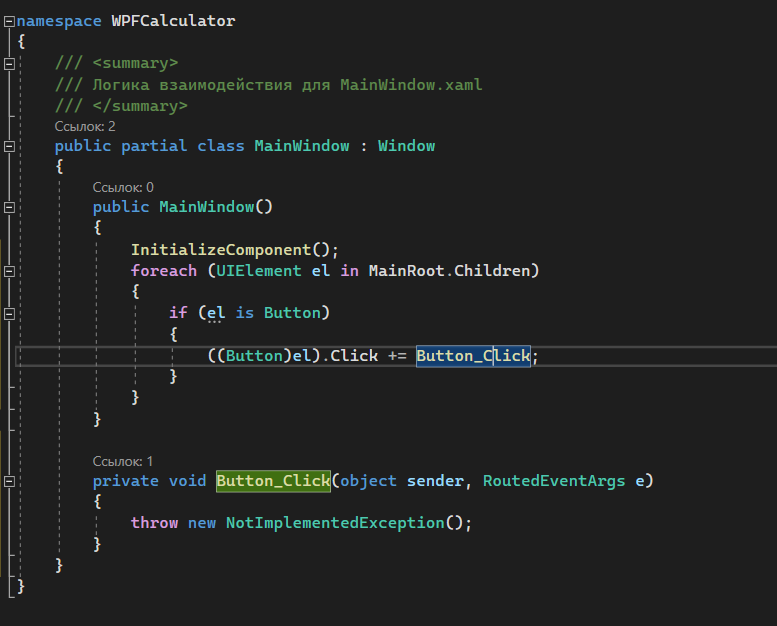 namespace WPFCalculator
{
/// <summary>
/// Логика взаимодействия для MainWindow.xaml
/// </summary>
Ссылок: 2
public partial class MainWindow : Window
{
Ссылок: 0
public MainWindow()
{
InitializeComponent();
foreach (UIElement el in MainRoot.Children)
{
if (el is Button)
{
((Button)el).Click += Button_Click;
}
}
}
Ссылок: 1
private void Button_Click(object sender, RoutedEventArgs e)
{
throw new NotImplementedException();
}
}
}